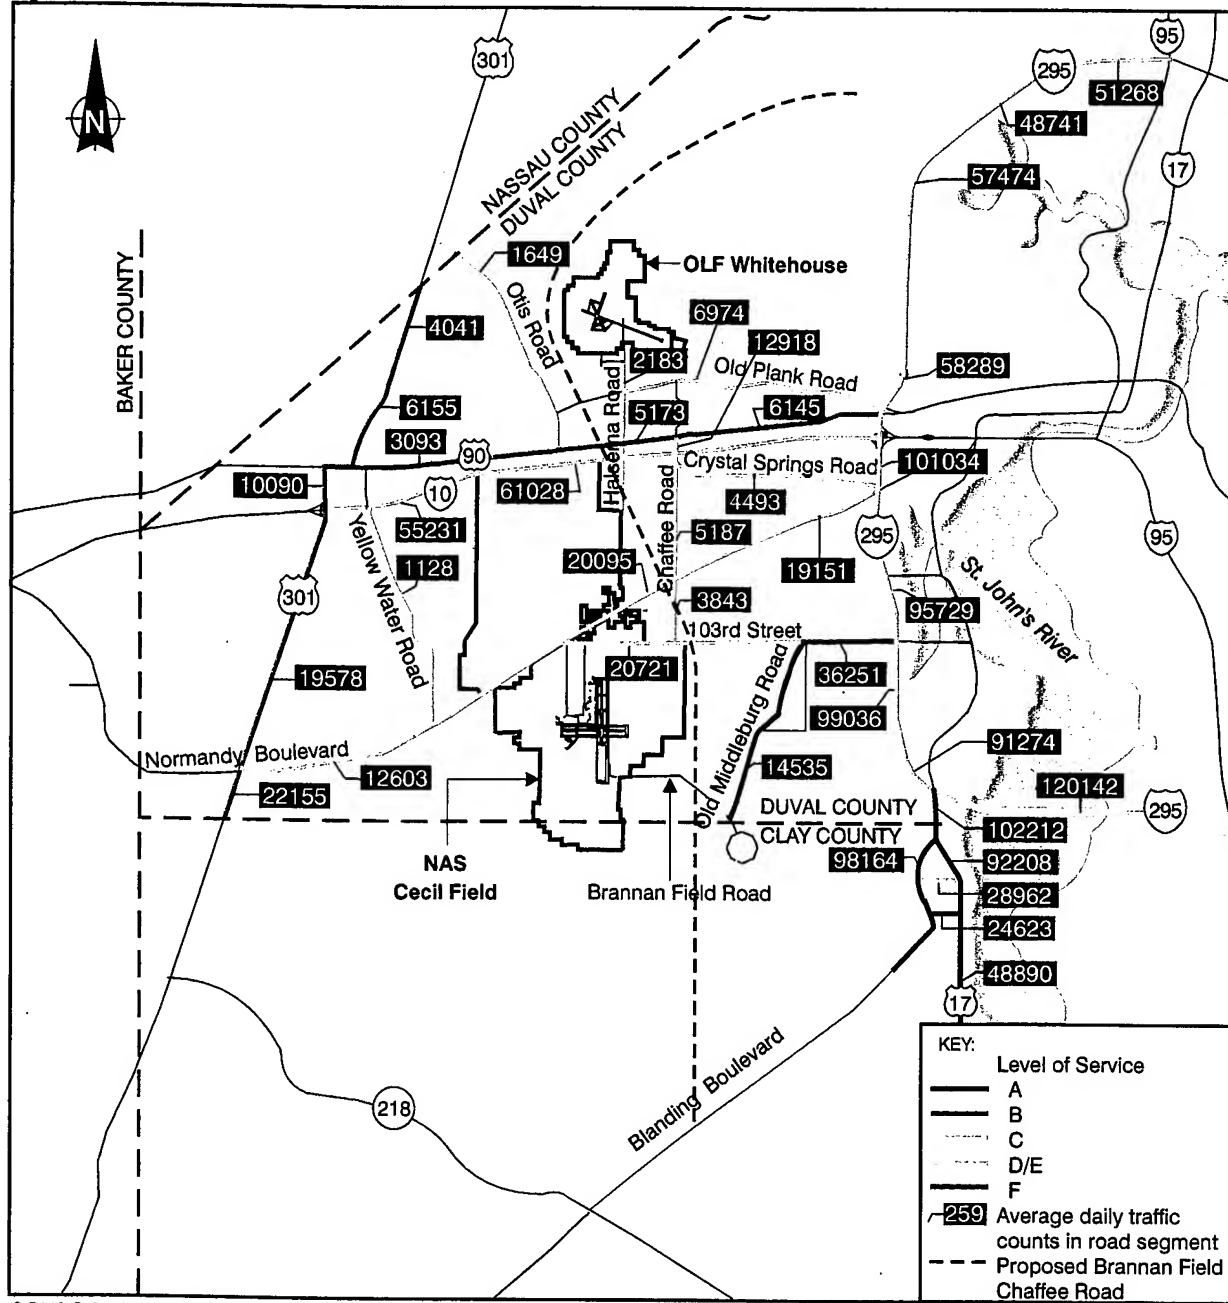 301
95
295
51268
48741
17
57474
N
NASSAU COUNTY
DUVAL COUNTY
BAKER COUNTY
1649
OLF Whitehouse
Otis Road
4041
6974
12918
2183
Old Plank Road
58289
6155
Halsema Road
5173
6145
3093
90
Crystal Springs Road
101034
10090
10
61028
4493
55231
Chaffee Road
5187
295
95
Yellow Water Road
1128
20095
19151
St. John's River
301
3843
95729
103rd Street
19578
20721
Old Middleburg Road
36251
99036
Normandy Boulevard
91274
12603
14535
22155
120142
295
DUVAL COUNTY
CLAY COUNTY
102212
NAS
Cecil Field
Brannan Field Road
98164
92208
28962
24623
48890
17
218
Blanding Boulevard
KEY:
Level of Service
A
B
C
D/E
F
259 Average daily traffic
counts in road segment
Proposed Brannan Field
Chaffee Road